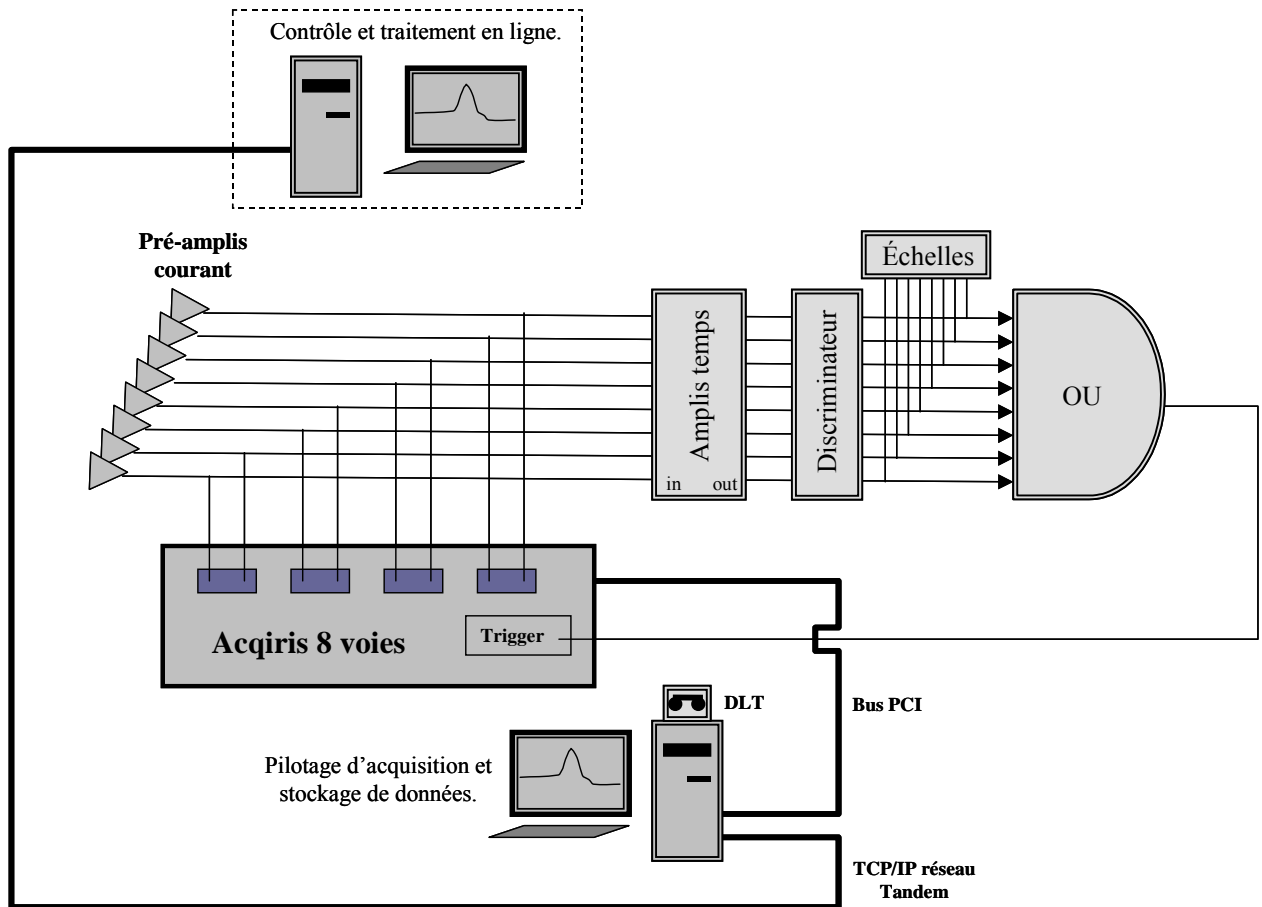 Contrôle et traitement en ligne.
Pré-amplis
courant
Échelles
Amplis temps
in out
Discriminateur
OU
Acqiris 8 voies
Trigger
DLT
Bus PCI
Pilotage d'acquisition et
stockage de données.
TCP/IP réseau
Tandem